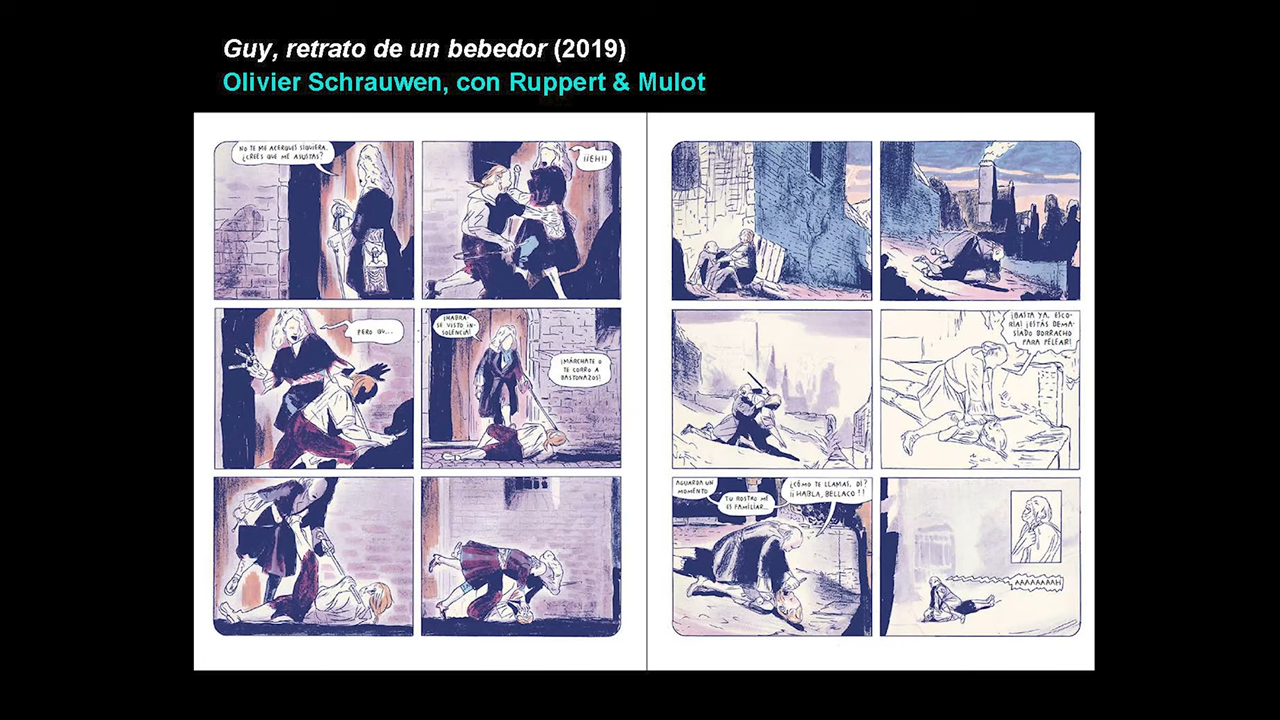 Guy, retrato de un bebedor (2019)
Olivier Schrauwen, con Ruppert & Mulot
NO TE ME ACERQUES SIQUIERA.
¿CREES QUE ME ASUSTAS?
¡¡EH!!
PERO QU...
¡HABRA-
SE VISTO IN-
SOLENCIA!
¡MÁRCHATE O
TE CORRO A
BASTONAZOS!
¡BASTA YA, ESCO-
RIA! ¡ESTÁS DEMA-
SIADO BORRACHO
PARA PELEAR!
AGUARDA UN
MOMENTO
TU ROSTRO ME
ES FAMILIAR...
¿CÓMO TE LLAMAS, DI?
¡¡HABLA, BELLACO!!
AAAAAAAAH